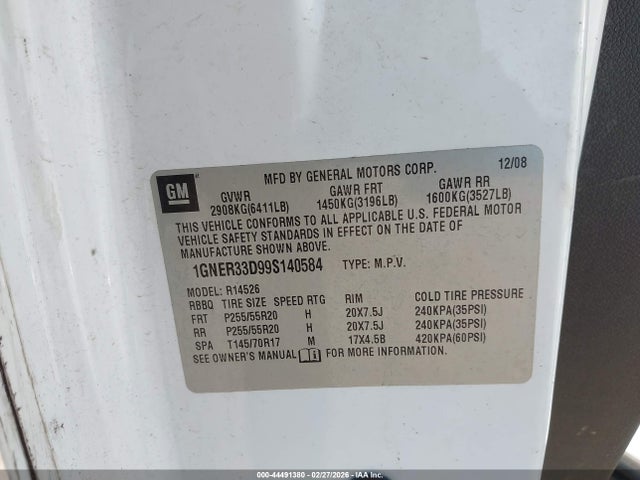 MFD BY GENERAL MOTORS CORP. 12/08
GM
GVWR GAWR FRT GAWR RR
2908KG(6411LB) 1450KG(3196LB) 1600KG(3527LB)
THIS VEHICLE CONFORMS TO ALL APPLICABLE U.S. FEDERAL MOTOR
VEHICLE SAFETY STANDARDS IN EFFECT ON THE DATE OF
MANUFACTURE SHOWN ABOVE.
1GNER33D99S140584 TYPE: M.P.V.
MODEL: R14526
RBBQ TIRE SIZE SPEED RTG RIM COLD TIRE PRESSURE
FRT P255/55R20 H 20X7.5J 240KPA(35PSI)
RR P255/55R20 H 20X7.5J 240KPA(35PSI)
SPA T145/70R17 M 17X4.5B 420KPA(60PSI)
SEE OWNER'S MANUAL FOR MORE INFORMATION.
000-44491380 - 02/27/2026 - IAAI.COM